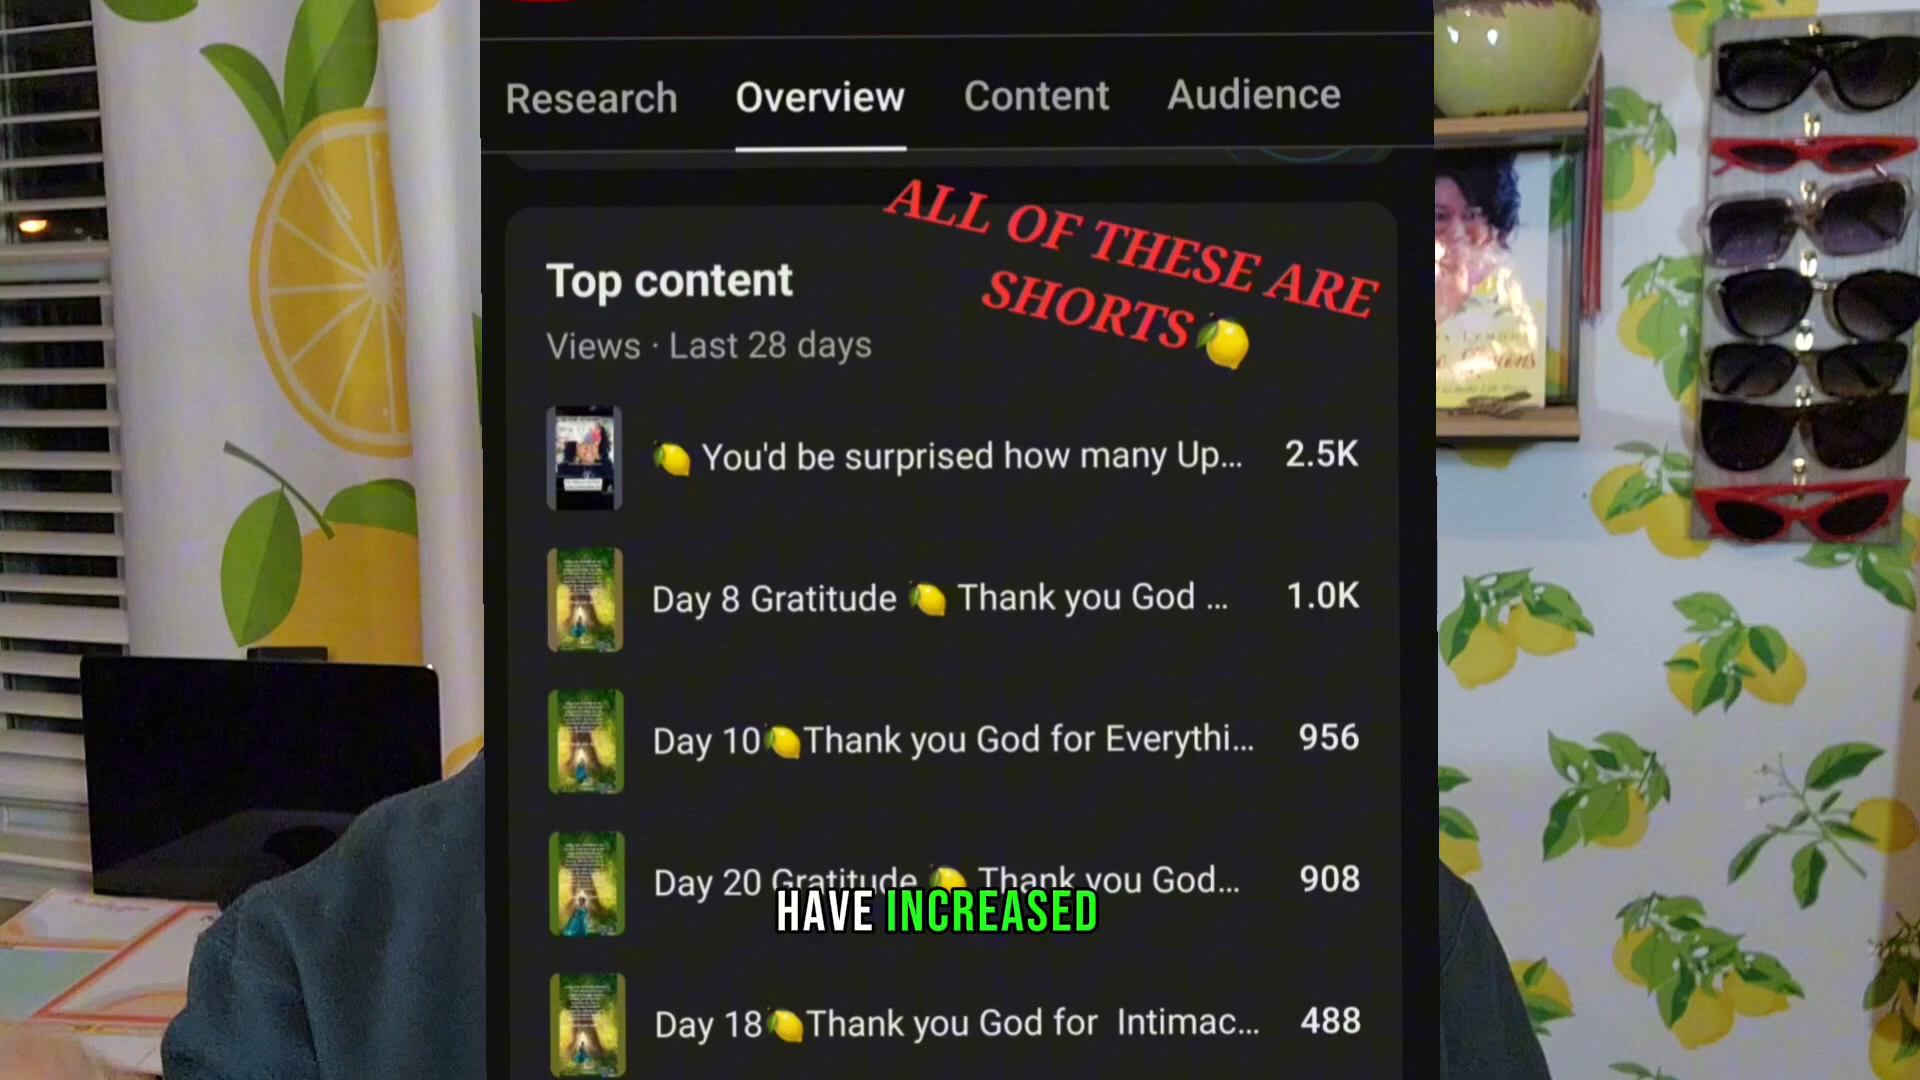 Research Overview Content Audience
ALL OF THESE ARE
SHORTS🍋
Top content
Views · Last 28 days
🍋 You'd be surprised how many Up... 2.5K
Day 8 Gratitude 🍋 Thank you God ... 1.0K
Day 10🍋Thank you God for Everythi... 956
Day 20 Gratitude 🍋 Thank you God... 908
HAVE INCREASED
Day 18🍋Thank you God for Intimac... 488